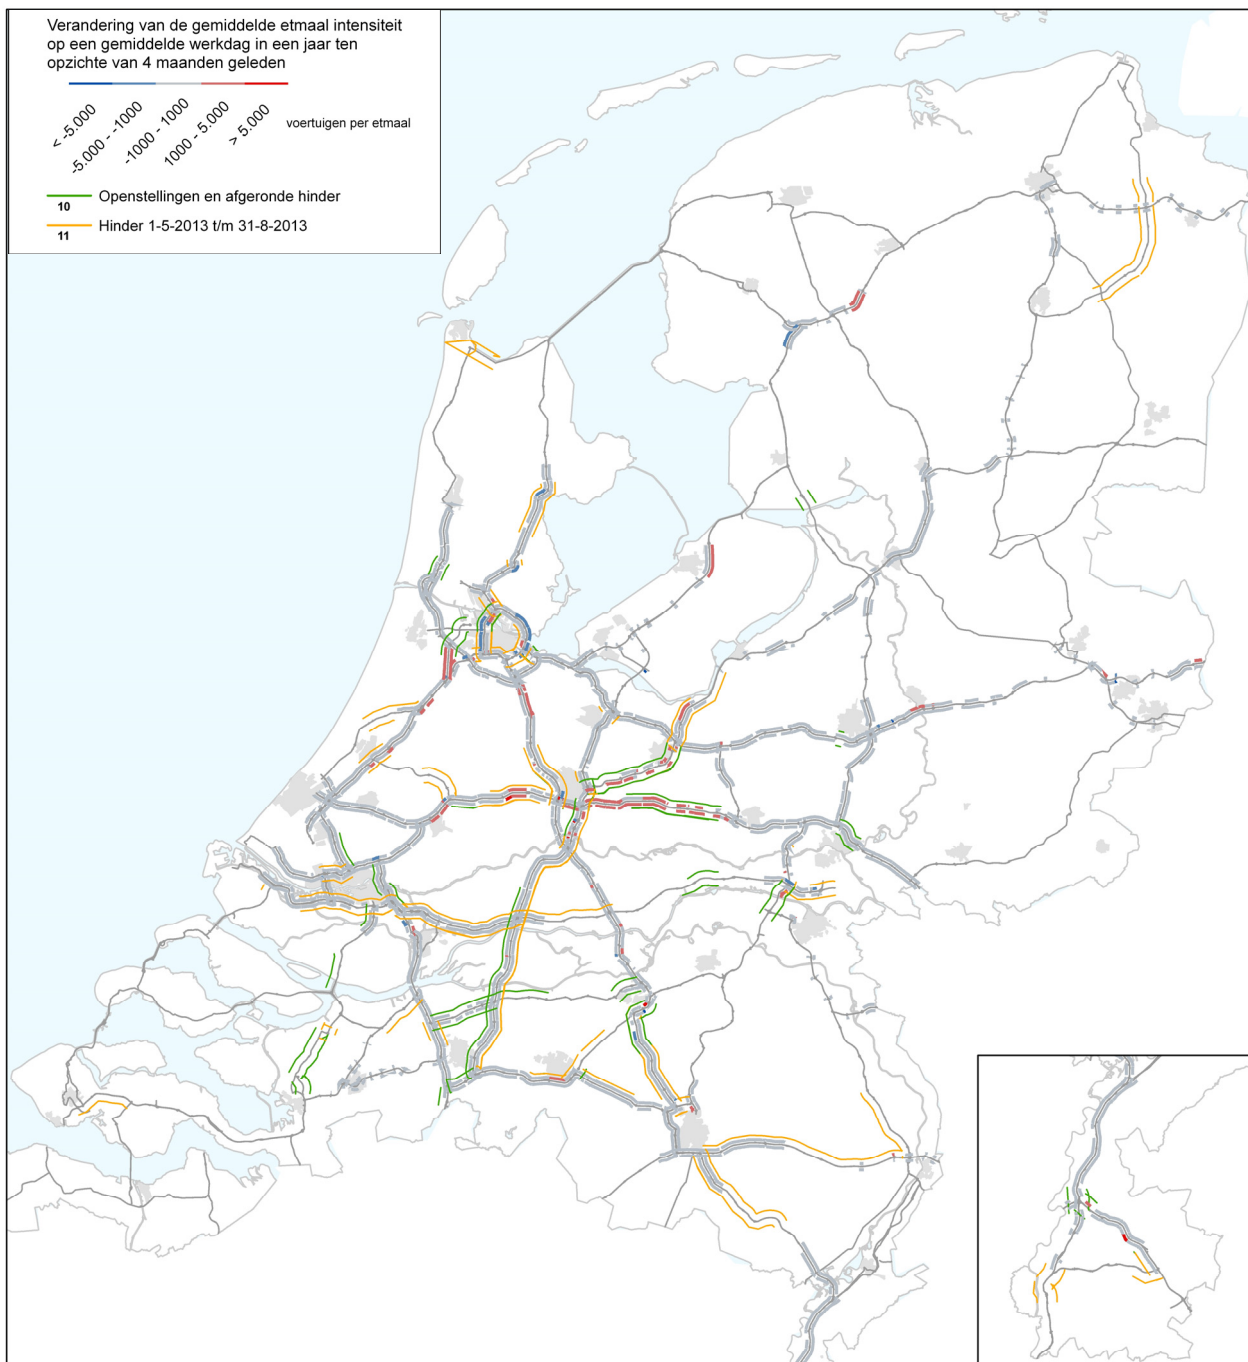 Verandering van de gemiddelde etmaal intensiteit
op een gemiddelde werkdag in een jaar ten
opzichte van 4 maanden geleden
< -5.000
-5.000 - -1000
-1000 - 1000
1000 - 5.000
> 5.000
voertuigen per etmaal
Openstellingen en afgeronde hinder
10
Hinder 1-5-2013 t/m 31-8-2013
11